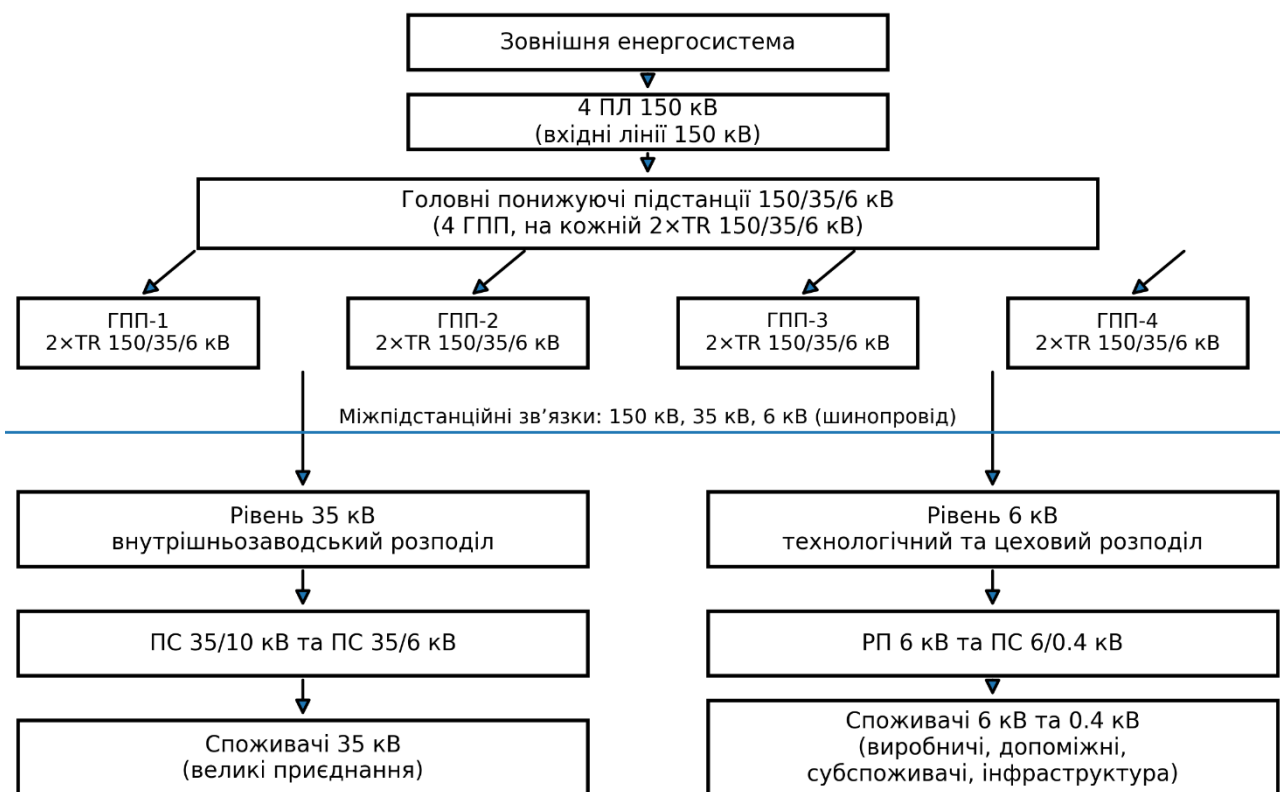 Зовнішня енергосистема
4 ПЛ 150 кВ
(вхідні лінії 150 кВ)
Головні понижуючі підстанції 150/35/6 кВ
(4 ГПП, на кожній 2×TR 150/35/6 кВ)
ГПП-1
2×TR 150/35/6 кВ
ГПП-2
2×TR 150/35/6 кВ
ГПП-3
2×TR 150/35/6 кВ
ГПП-4
2×TR 150/35/6 кВ
Міжпідстанційні зв’язки: 150 кВ, 35 кВ, 6 кВ (шинопровід)
Рівень 35 кВ
внутрішньозаводський розподіл
Рівень 6 кВ
технологічний та цеховий розподіл
ПС 35/10 кВ та ПС 35/6 кВ
РП 6 кВ та ПС 6/0.4 кВ
Споживачі 35 кВ
(великі приєднання)
Споживачі 6 кВ та 0.4 кВ
(виробничі, допоміжні,
субспоживачі, інфраструктура)